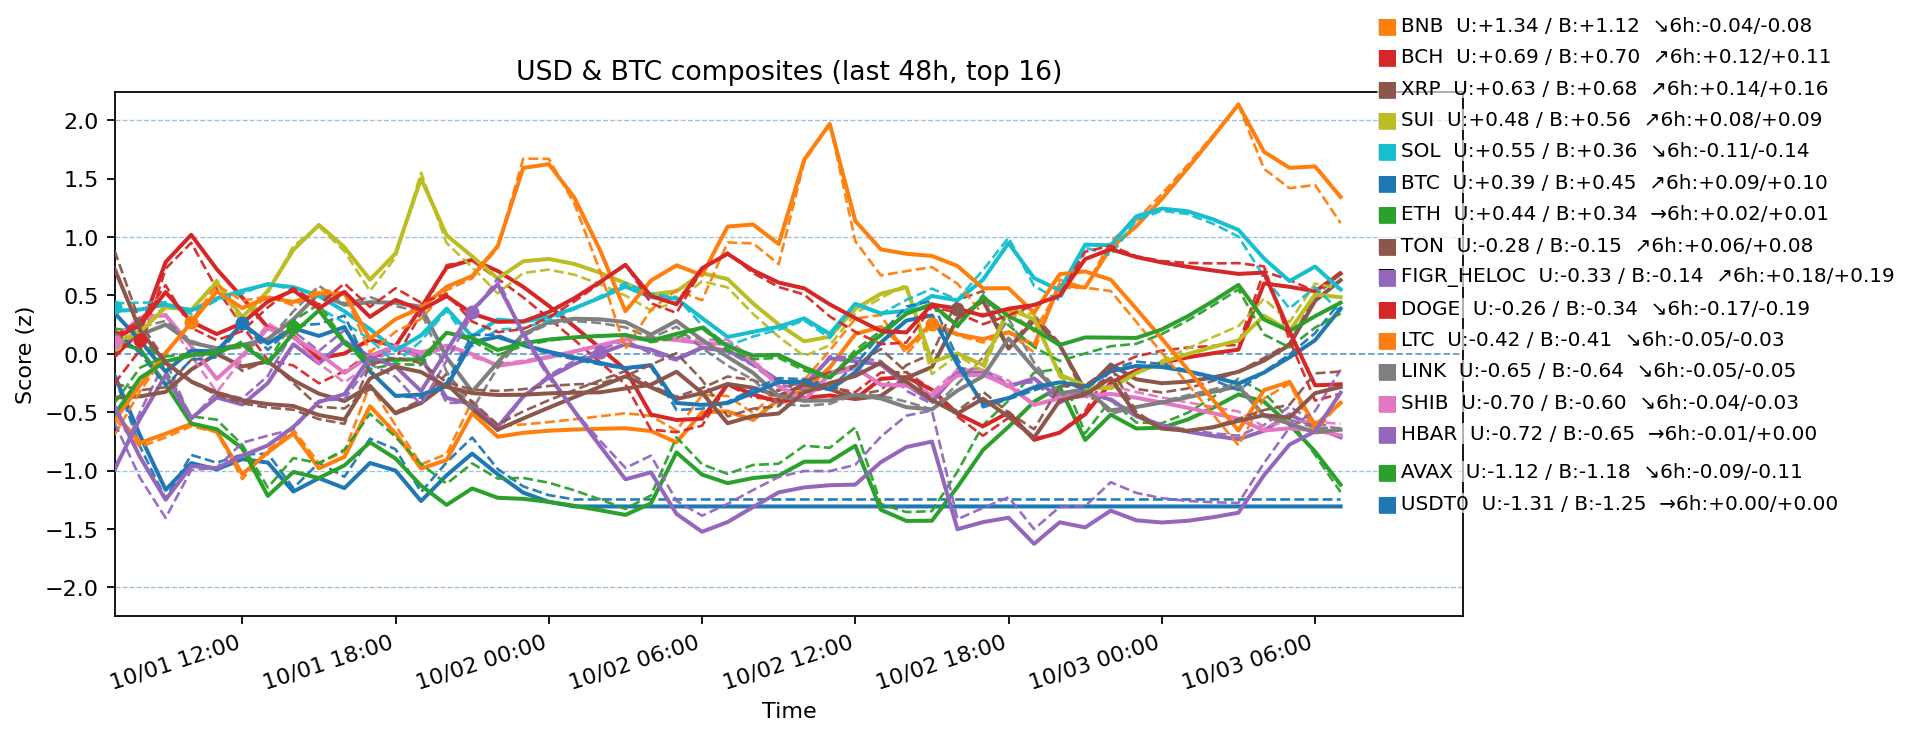 USD & BTC composites (last 48h, top 16)
BNB U:+1.34 / B:+1.12 ↘6h:-0.04/-0.08
BCH U:+0.69 / B:+0.70 ↗6h:+0.12/+0.11
XRP U:+0.63 / B:+0.68 ↗6h:+0.14/+0.16
SUI U:+0.48 / B:+0.56 ↗6h:+0.08/+0.09
SOL U:+0.55 / B:+0.36 ↘6h:-0.11/-0.14
BTC U:+0.39 / B:+0.45 ↗6h:+0.09/+0.10
ETH U:+0.44 / B:+0.34 →6h:+0.02/+0.01
TON U:-0.28 / B:-0.15 ↗6h:+0.06/+0.08
FIGR_HELOC U:-0.33 / B:-0.14 ↗6h:+0.18/+0.19
DOGE U:-0.26 / B:-0.34 ↘6h:-0.17/-0.19
LTC U:-0.42 / B:-0.41 ↘6h:-0.05/-0.03
LINK U:-0.65 / B:-0.64 ↘6h:-0.05/-0.05
SHIB U:-0.70 / B:-0.60 ↘6h:-0.04/-0.03
HBAR U:-0.72 / B:-0.65 →6h:-0.01/+0.00
AVAX U:-1.12 / B:-1.18 ↘6h:-0.09/-0.11
USDT0 U:-1.31 / B:-1.25 →6h:+0.00/+0.00
Score (z)
2.0
1.5
1.0
0.5
0.0
−0.5
−1.0
−1.5
−2.0
10/01 12:00
10/01 18:00
10/02 00:00
10/02 06:00
10/02 12:00
10/02 18:00
10/03 00:00
10/03 06:00
Time